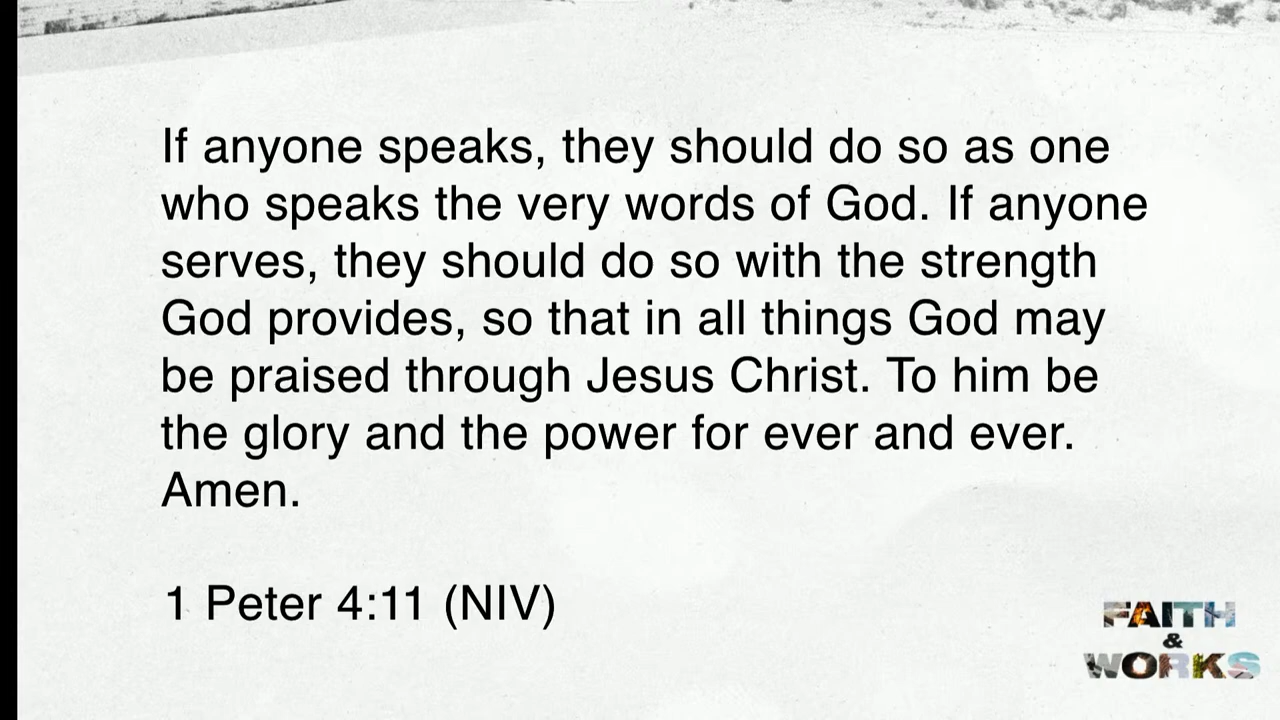 If anyone speaks, they should do so as one
who speaks the very words of God. If anyone
serves, they should do so with the strength
God provides, so that in all things God may
be praised through Jesus Christ. To him be
the glory and the power for ever and ever.
Amen.
1 Peter 4:11 (NIV)
FAITH
&
WORKS